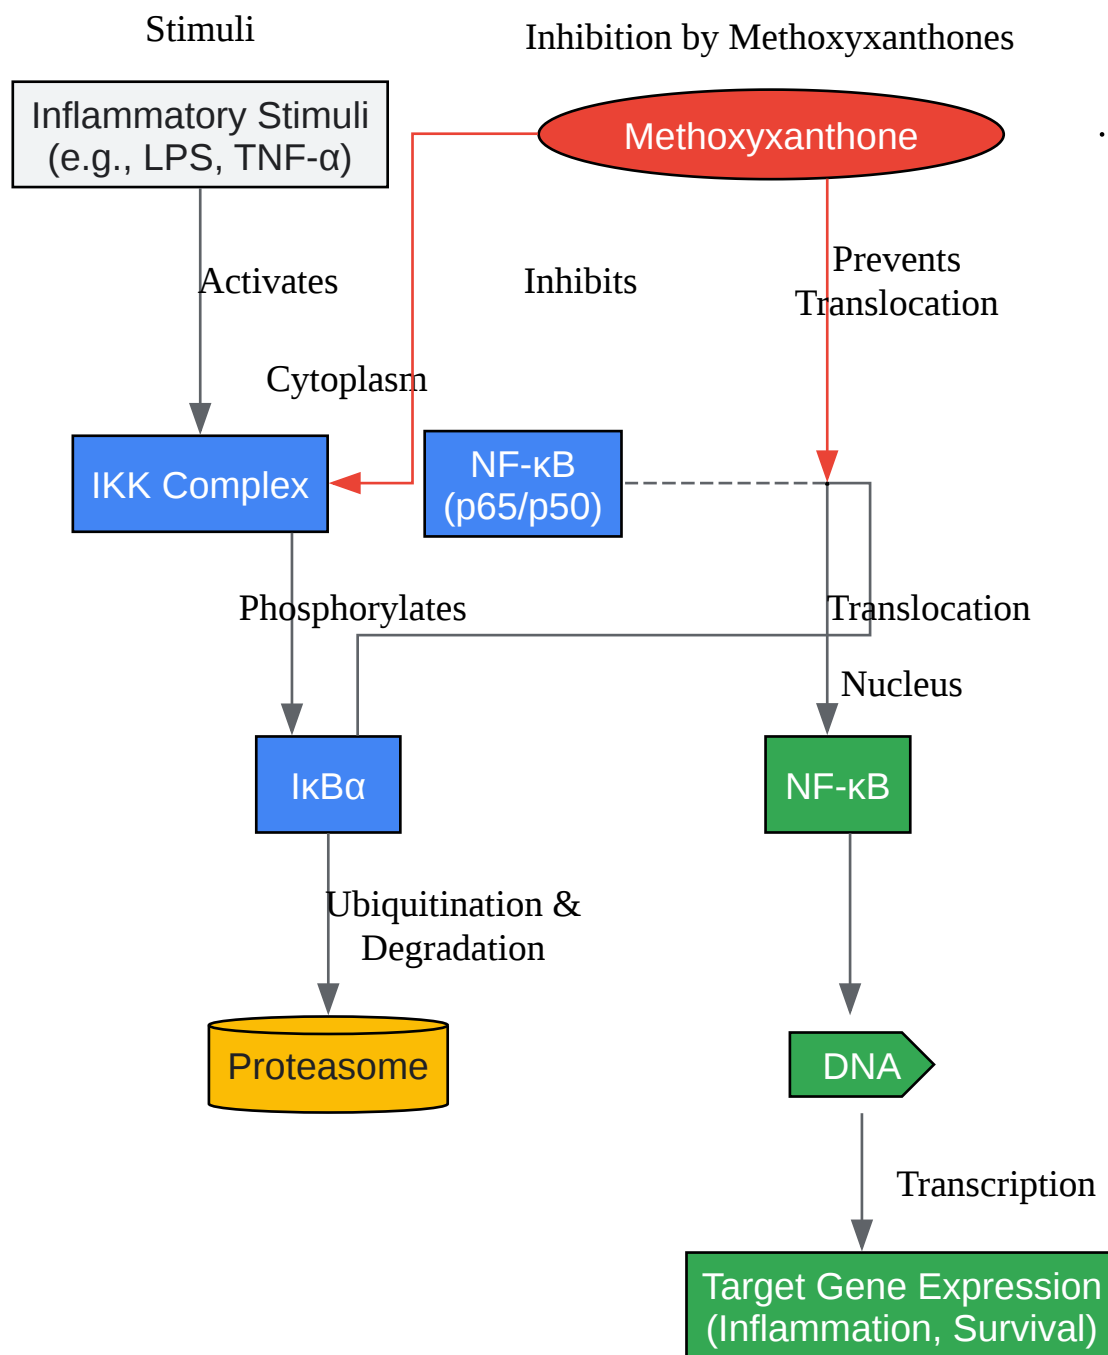 Stimuli
Inhibition by Methoxyxanthones
Inflammatory Stimuli
(e.g., LPS, TNF-α)
Methoxyxanthone
Activates
Inhibits
Prevents
Translocation
Cytoplasm
IKK Complex
NF-κB
(p65/p50)
Phosphorylates
Translocation
Nucleus
IκBα
NF-κB
Ubiquitination &
Degradation
Proteasome
DNA
Transcription
Target Gene Expression
(Inflammation, Survival)